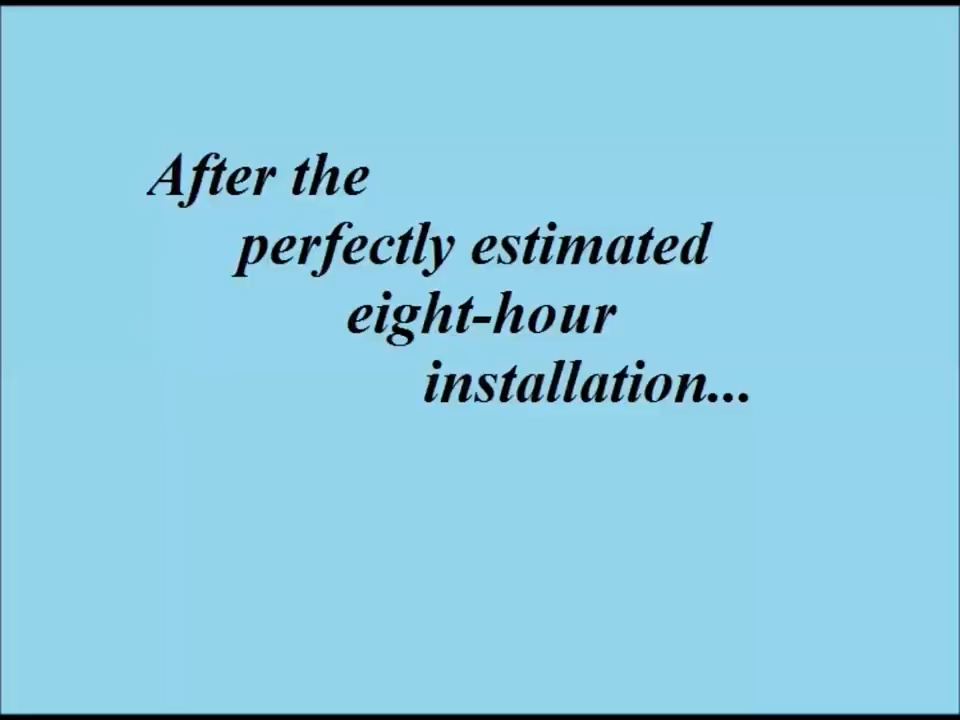 After the
perfectly estimated
eight-hour
installation...